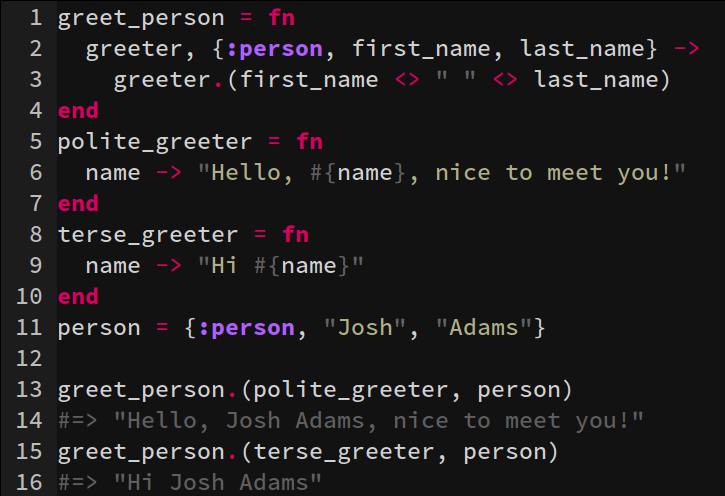 1 greet_person = fn
2   greeter, {:person, first_name, last_name} ->
3     greeter.(first_name <> " " <> last_name)
4 end
5 polite_greeter = fn
6   name -> "Hello, #{name}, nice to meet you!"
7 end
8 terse_greeter = fn
9   name -> "Hi #{name}"
10 end
11 person = {:person, "Josh", "Adams"}
12
13 greet_person.(polite_greeter, person)
14 #=> "Hello, Josh Adams, nice to meet you!"
15 greet_person.(terse_greeter, person)
16 #=> "Hi Josh Adams"